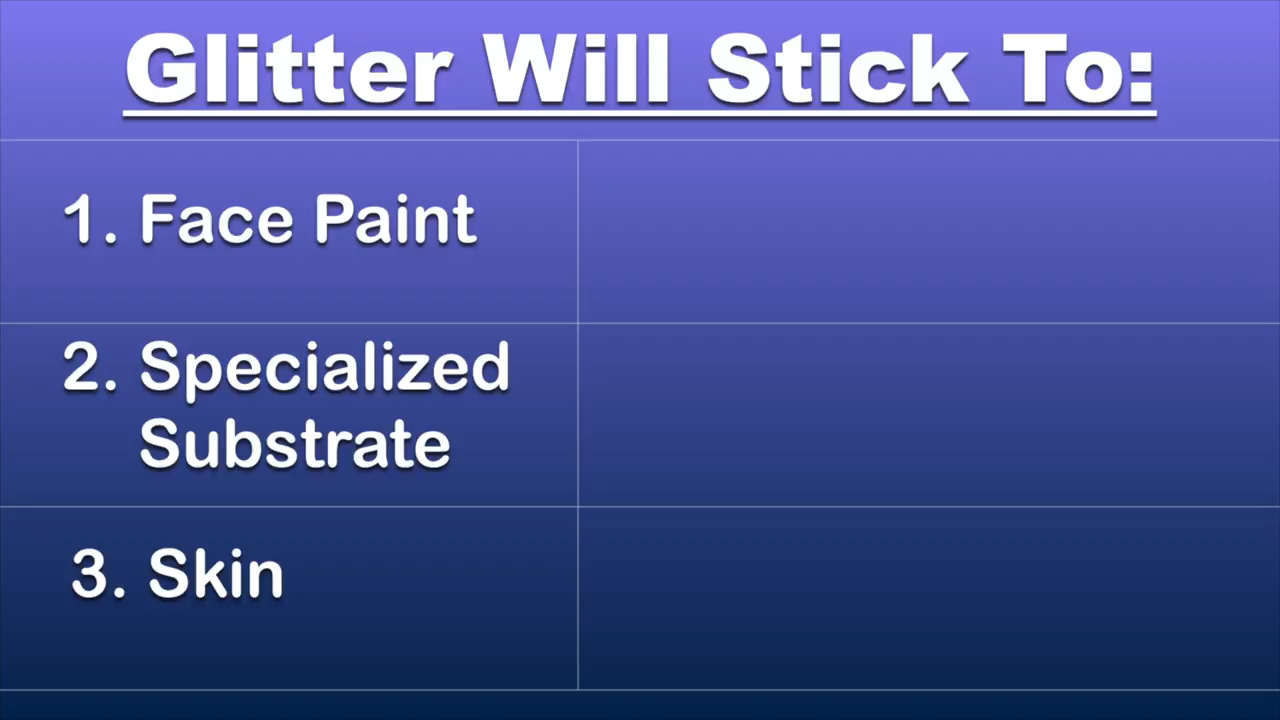 Glitter Will Stick To:
1. Face Paint
2. Specialized
Substrate
3. Skin